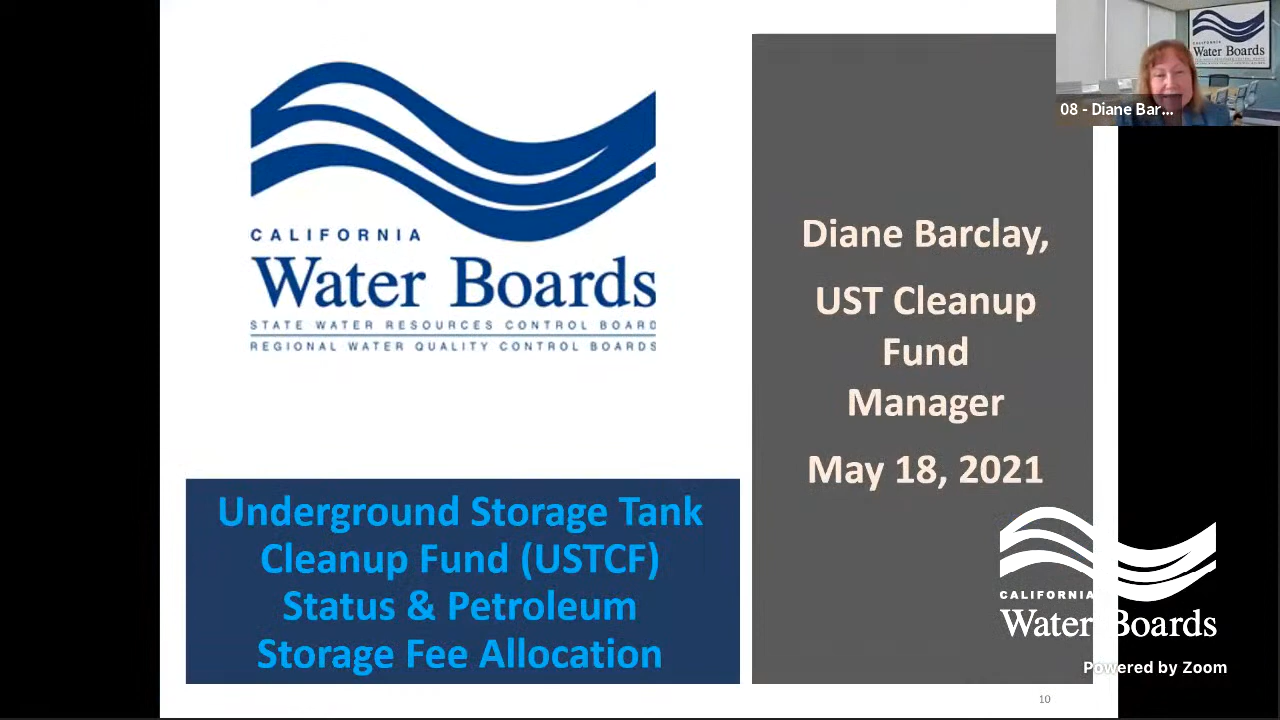 CALIFORNIA
Water Boards
STATE WATER RESOURCES CONTROL BOARD
REGIONAL WATER QUALITY CONTROL BOARDS
Underground Storage Tank
Cleanup Fund (USTCF)
Status & Petroleum
Storage Fee Allocation
Diane Barclay,
UST Cleanup
Fund
Manager
May 18, 2021
CALIFORNIA
Water Boards
08 - Diane Bar...
CALIFORNIA
Water Boards
Powered by Zoom
10